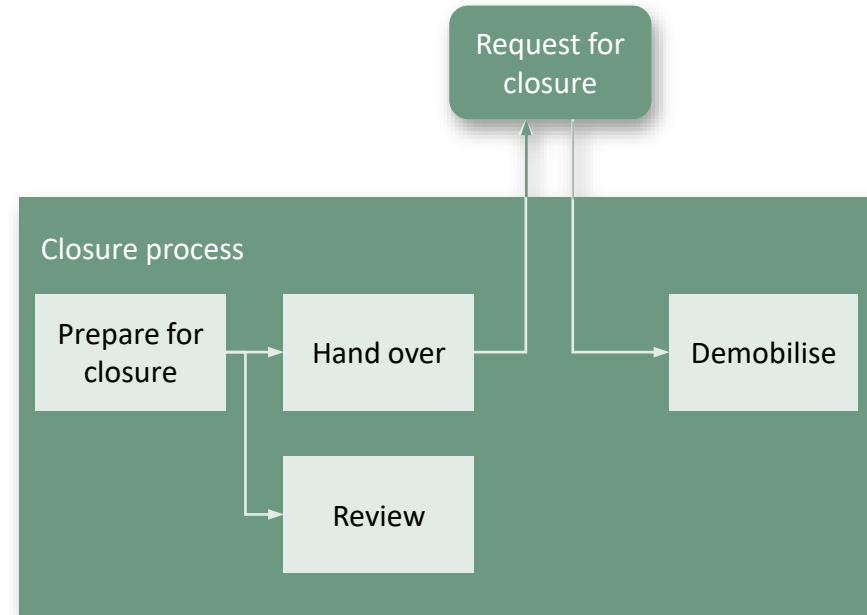 Request for
closure
Closure process
Prepare for
closure
Hand over
Demobilise
Review